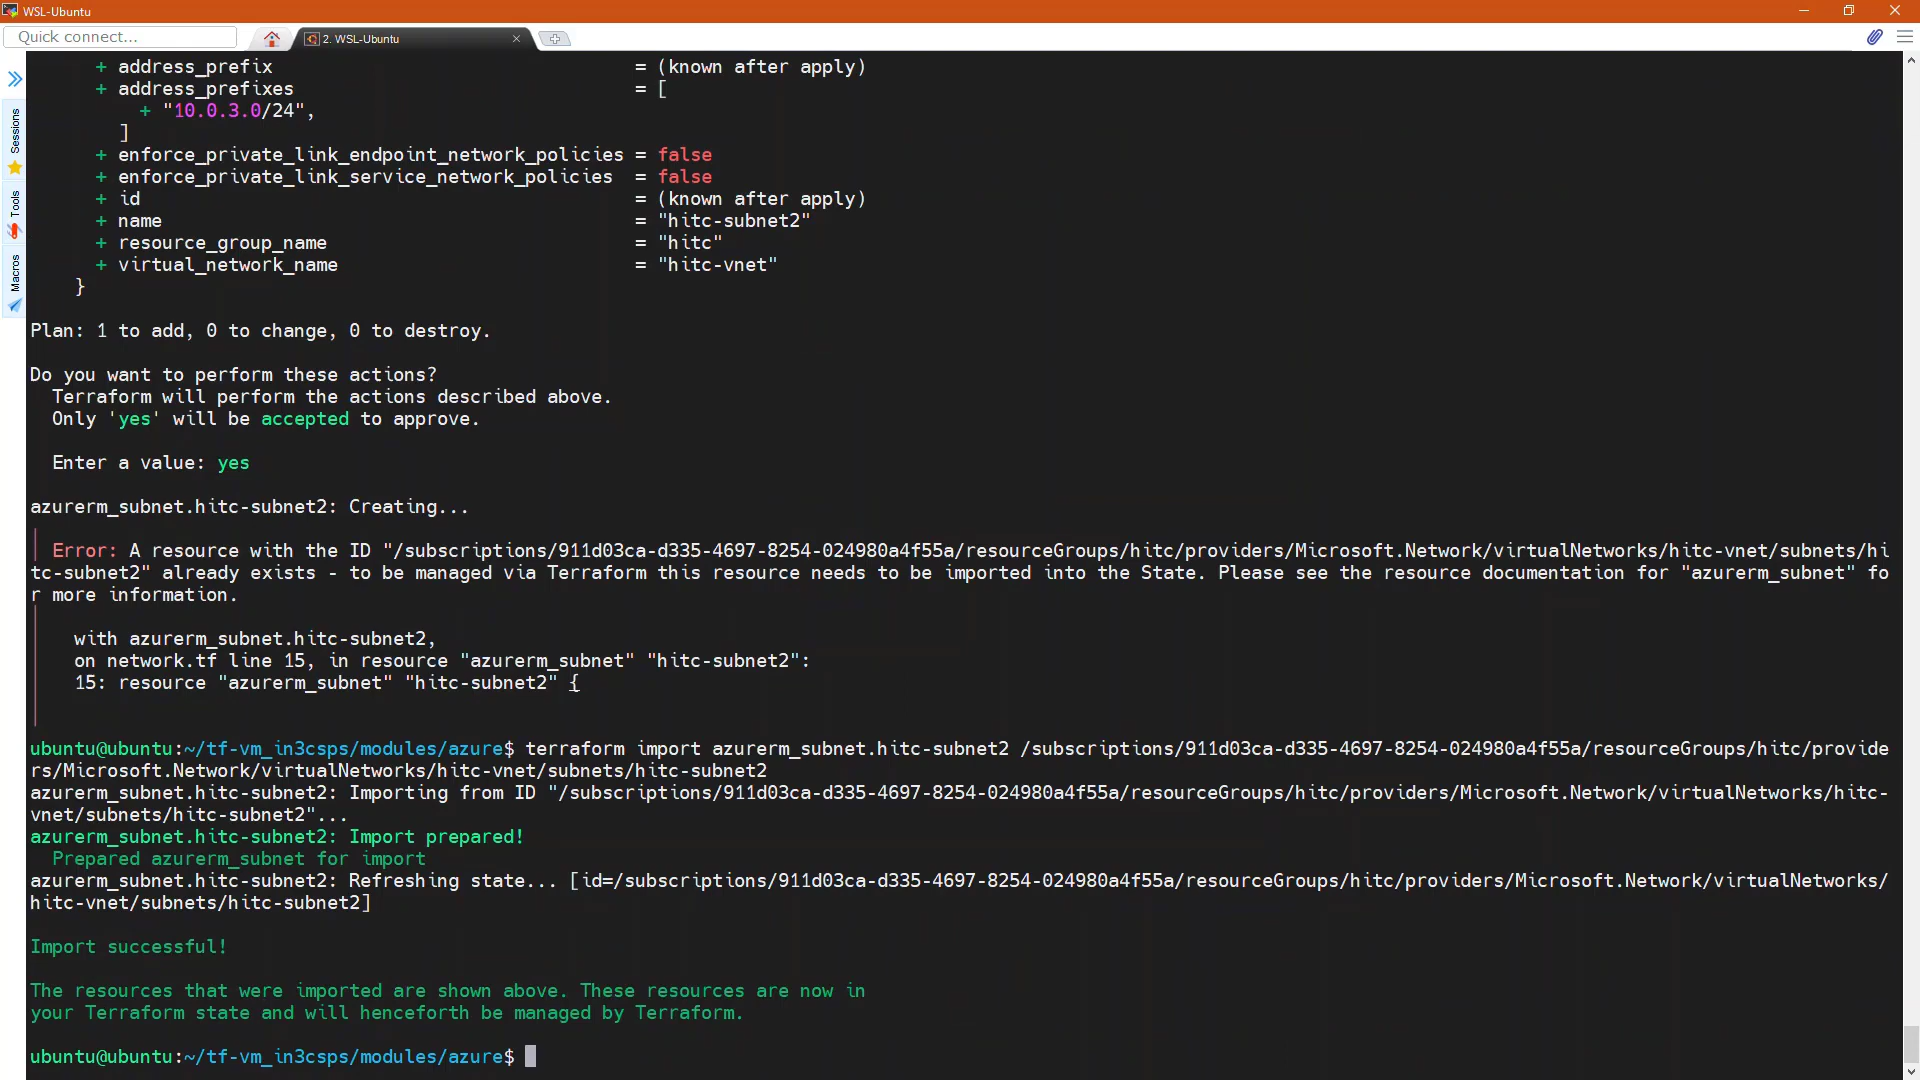 WSL-Ubuntu
Quick connect...
2. WSL-Ubuntu
Sessions
Tools
Macros
+ address_prefix = (known after apply)
+ address_prefixes = [
+ "10.0.3.0/24",
]
+ enforce_private_link_endpoint_network_policies = false
+ enforce_private_link_service_network_policies = false
+ id = (known after apply)
+ name = "hitc-subnet2"
+ resource_group_name = "hitc"
+ virtual_network_name = "hitc-vnet"
}
Plan: 1 to add, 0 to change, 0 to destroy.
Do you want to perform these actions?
Terraform will perform the actions described above.
Only 'yes' will be accepted to approve.
Enter a value: yes
azurerm_subnet.hitc-subnet2: Creating...
Error: A resource with the ID "/subscriptions/911d03ca-d335-4697-8254-024980a4f55a/resourceGroups/hitc/providers/Microsoft.Network/virtualNetworks/hitc-vnet/subnets/hi
tc-subnet2" already exists - to be managed via Terraform this resource needs to be imported into the State. Please see the resource documentation for "azurerm_subnet" fo
r more information.
with azurerm_subnet.hitc-subnet2,
on network.tf line 15, in resource "azurerm_subnet" "hitc-subnet2":
15: resource "azurerm_subnet" "hitc-subnet2" {
ubuntu@ubuntu:~/tf-vm_in3csps/modules/azure$ terraform import azurerm_subnet.hitc-subnet2 /subscriptions/911d03ca-d335-4697-8254-024980a4f55a/resourceGroups/hitc/provide
rs/Microsoft.Network/virtualNetworks/hitc-vnet/subnets/hitc-subnet2
azurerm_subnet.hitc-subnet2: Importing from ID "/subscriptions/911d03ca-d335-4697-8254-024980a4f55a/resourceGroups/hitc/providers/Microsoft.Network/virtualNetworks/hitc-
vnet/subnets/hitc-subnet2"...
azurerm_subnet.hitc-subnet2: Import prepared!
Prepared azurerm_subnet for import
azurerm_subnet.hitc-subnet2: Refreshing state... [id=/subscriptions/911d03ca-d335-4697-8254-024980a4f55a/resourceGroups/hitc/providers/Microsoft.Network/virtualNetworks/
hitc-vnet/subnets/hitc-subnet2]
Import successful!
The resources that were imported are shown above. These resources are now in
your Terraform state and will henceforth be managed by Terraform.
ubuntu@ubuntu:~/tf-vm_in3csps/modules/azure$